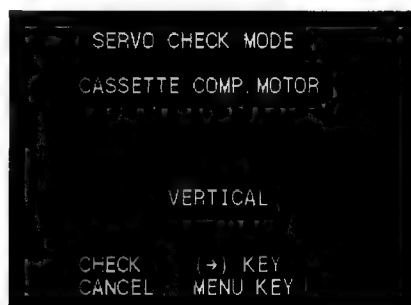 SERVO CHECK MODE
CASSETTE COMP. MOTOR
VERTICAL
CHECK (→) KEY
CANCEL MENU KEY